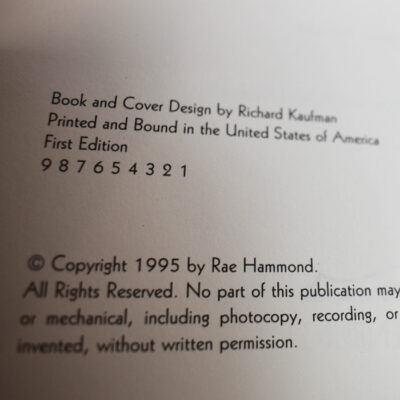 Book and Cover Design by Richard Kaufman
Printed and Bound in the United States of America
First Edition
9 8 7 6 5 4 3 2 1
© Copyright 1995 by Rae Hammond.
All Rights Reserved. No part of this publication may
or mechanical, including photocopy, recording, or
invented, without written permission.